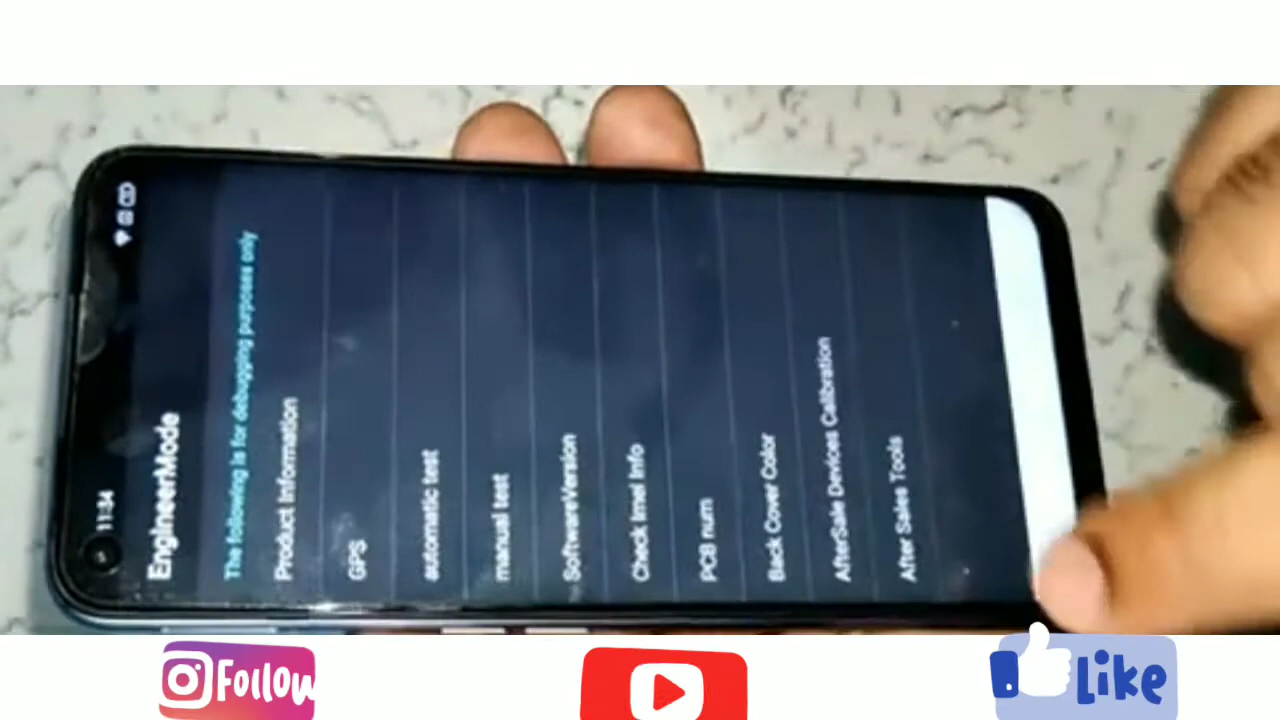 11:34
EngineerMode
The following is for debugging purposes only
Product Information
GPS
automatic test
manual test
SoftwareVersion
Check Imei Info
PCB num
Back Cover Color
AfterSale Devices Calibration
After Sales Tools
Follow
Like